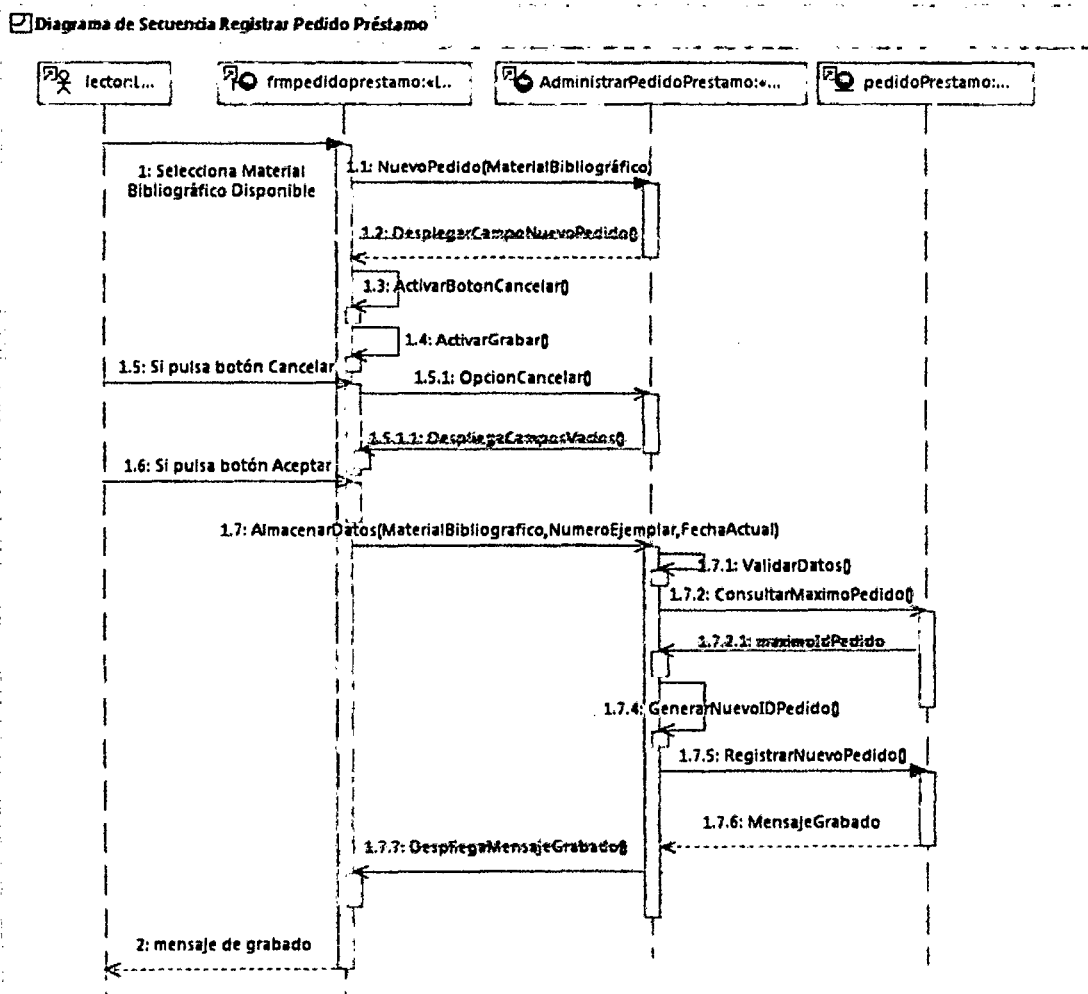 Diagrama de Secuencia Registrar Pedido Préstamo
lector:L...
frmpedidoprestamo:«L..
AdministrarPedidoPrestamo:«...
pedidoPrestamo:...
1: Selecciona Material
Bibliográfico Disponible
1.1: NuevoPedido(MaterialBibliográfico)
1.2: DesplegarCampoNuevoPedido()
1.3: ActivarBotonCancelar()
1.4: ActivarGrabar()
1.5: Si pulsa botón Cancelar
1.5.1: OpcionCancelar()
1.5.1.1: DespliegaCamposVacios()
1.6: Si pulsa botón Aceptar
1.7: AlmacenarDatos(MaterialBibliografico,NumeroEjemplar,FechaActual)
1.7.1: ValidarDatos()
1.7.2: ConsultarMaximoPedido()
1.7.2.1: maximoIdPedido
1.7.4: GenerarNuevoIDPedido()
1.7.5: RegistrarNuevoPedido()
1.7.6: MensajeGrabado
1.7.7: DespliegaMensajeGrabado()
2: mensaje de grabado